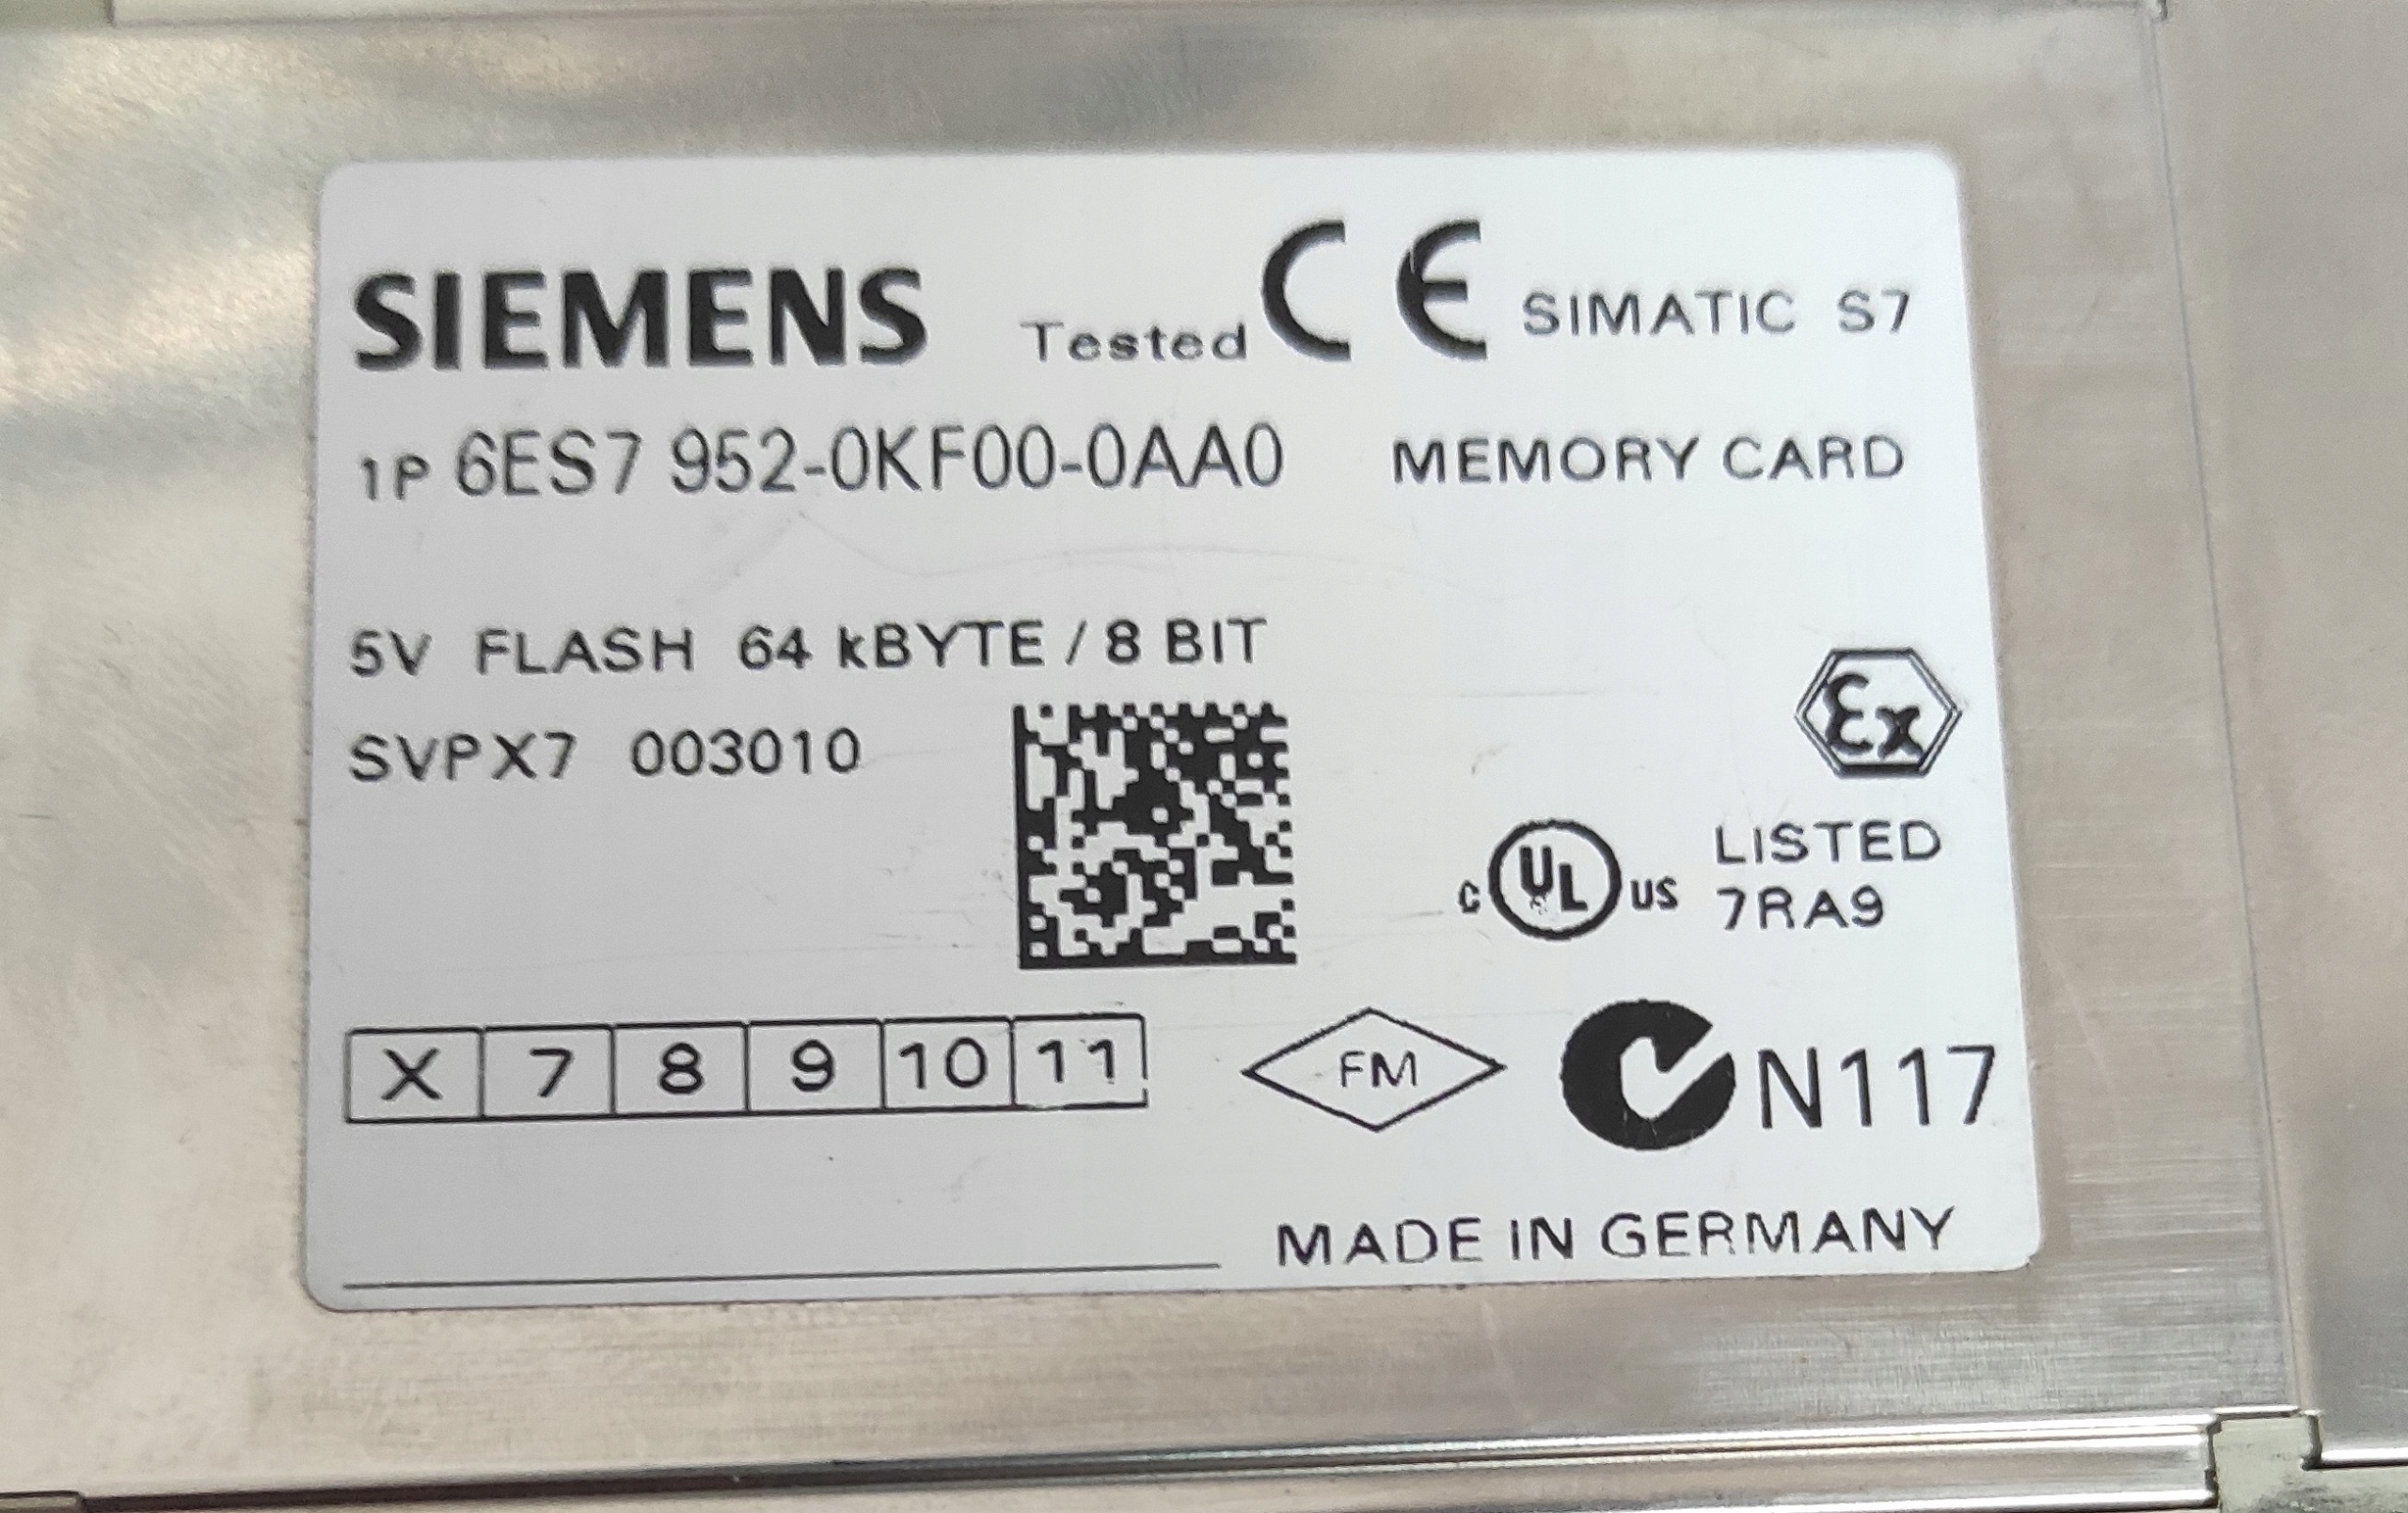 SIEMENS Tested CE SIMATIC S7
1P 6ES7 952-0KF00-0AA0 MEMORY CARD
5V FLASH 64 kBYTE / 8 BIT
Ex
SVPX7 003010
C UL US LISTED
7RA9
X 7 8 9 10 11
FM
N117
MADE IN GERMANY